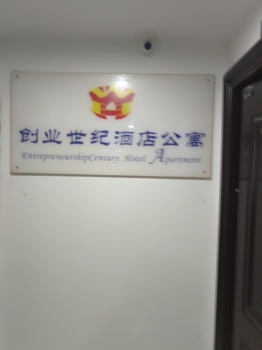 创业世纪酒店公寓
EntrepreneurshipCentury Hotel Apartment